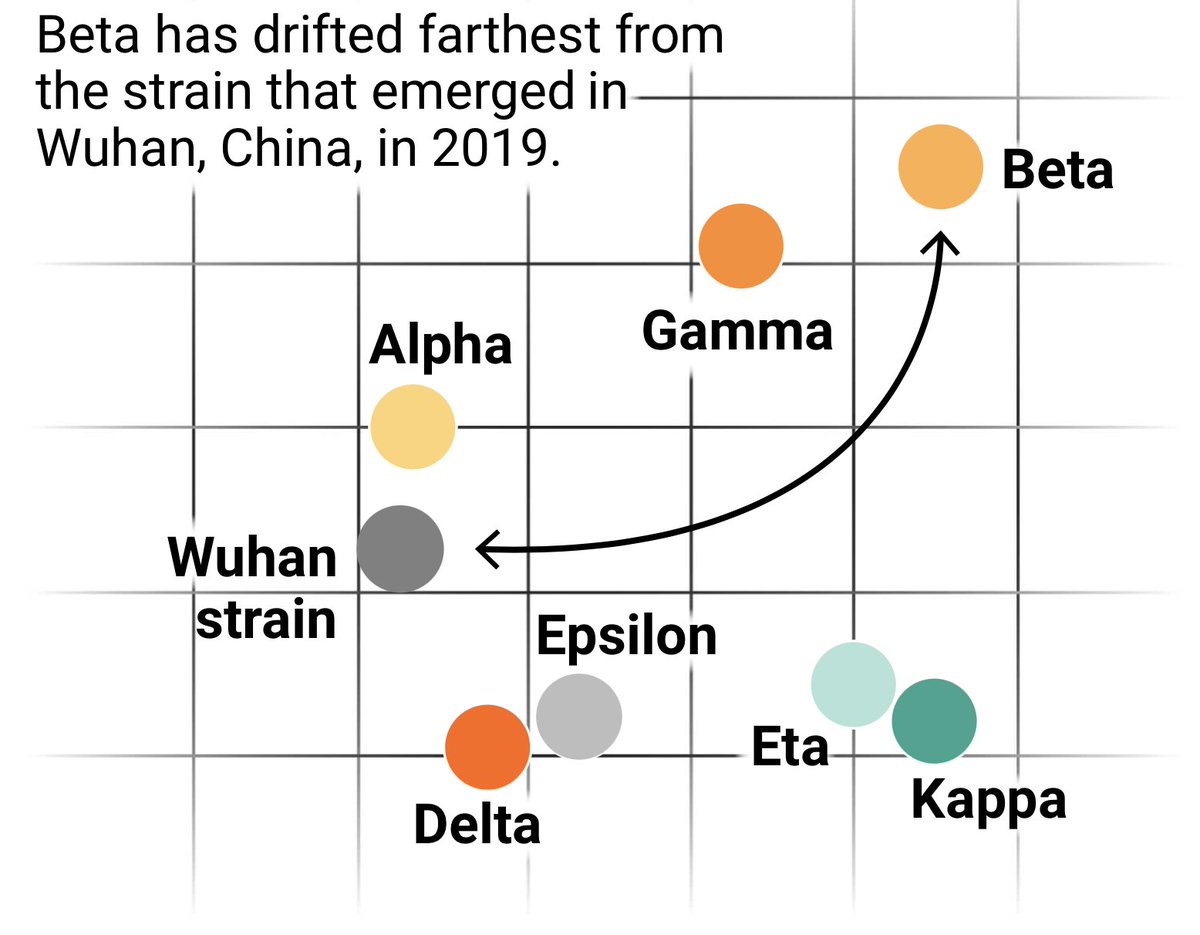 Beta has drifted farthest from
the strain that emerged in
Wuhan, China, in 2019.
Beta
Gamma
Alpha
Wuhan
strain
Epsilon
Eta
Kappa
Delta